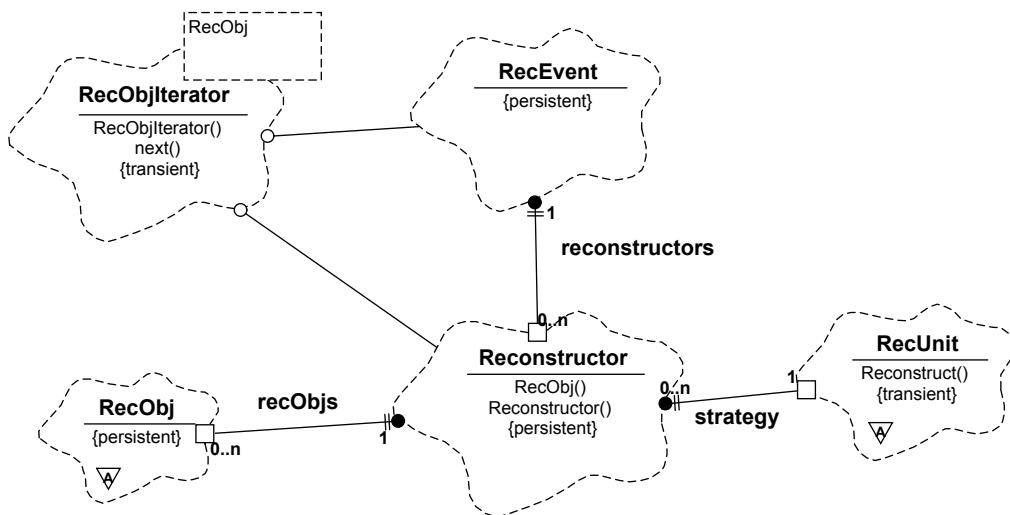 RecObj
RecObjIterator
RecObjIterator()
next()
{transient}
RecEvent
{persistent}
1
reconstructors
0..n
Reconstructor
RecObj()
Reconstructor()
{persistent}
RecUnit
Reconstruct()
{transient}
A
1
0..n
strategy
RecObj
{persistent}
A
0..n
recObjs
1